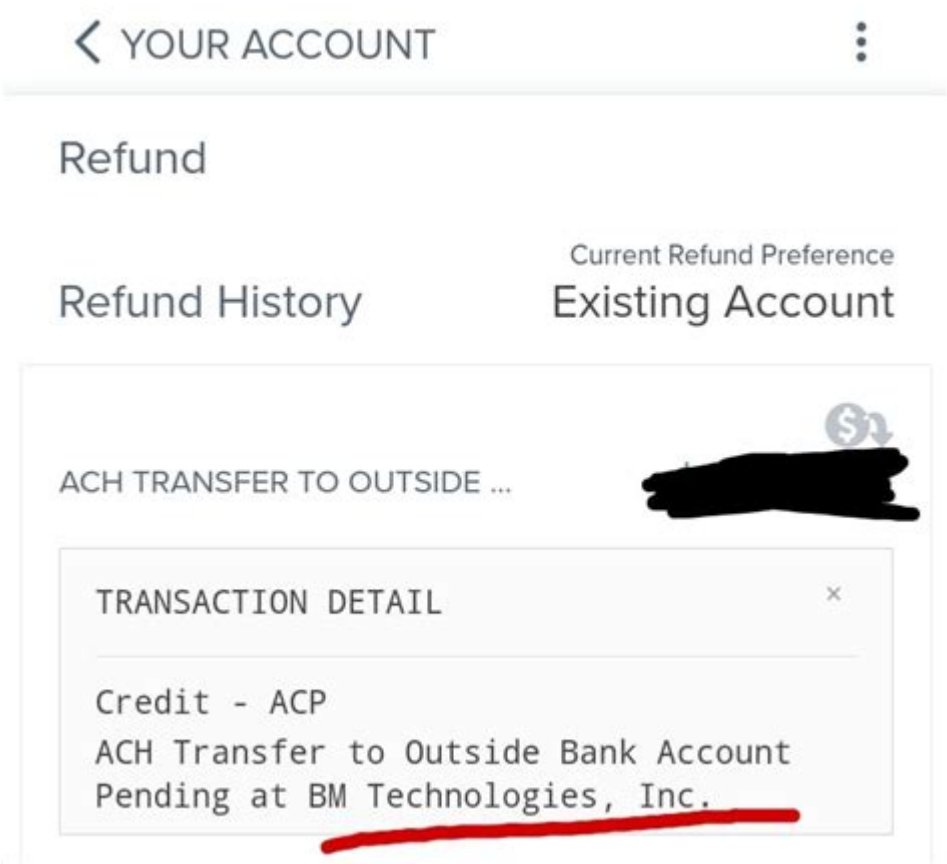 YOUR ACCOUNT
Refund
Current Refund Preference
Refund History Existing Account
ACH TRANSFER TO OUTSIDE ...
TRANSACTION DETAIL ×
Credit - ACP
ACH Transfer to Outside Bank Account
Pending at BM Technologies, Inc.